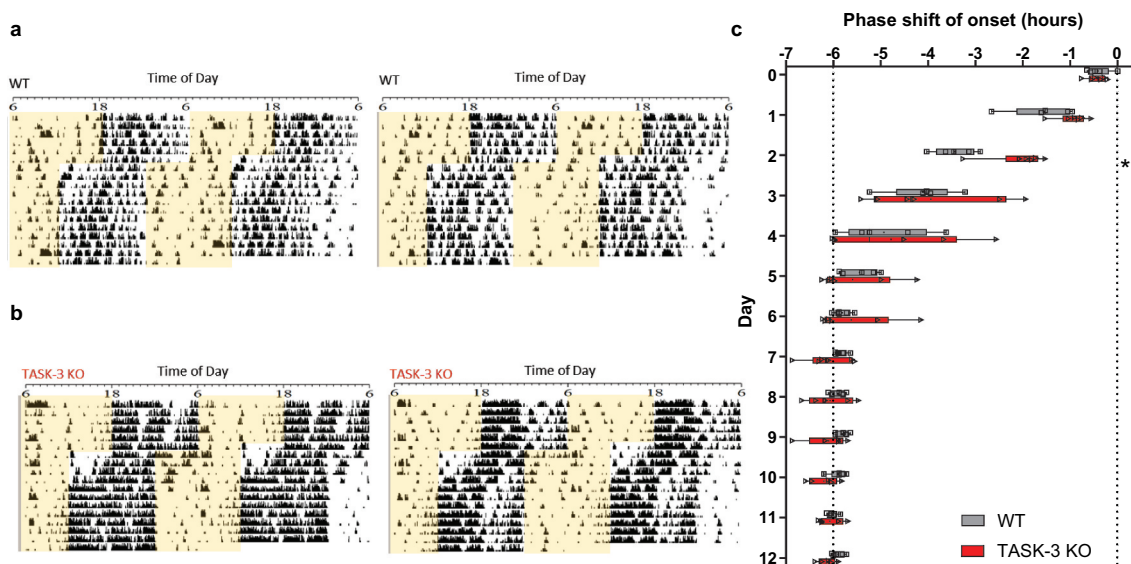 a
WT
Time of Day
6 18 6 18 6
WT
Time of Day
6 18 6 18 6
b
TASK-3 KO
Time of Day
6 18 6 18 6
TASK-3 KO
Time of Day
6 18 6 18 6
c
Phase shift of onset (hours)
-7 -6 -5 -4 -3 -2 -1 0
Day
0
1
2
*
3
4
5
6
7
8
9
10
11
12
WT
TASK-3 KO